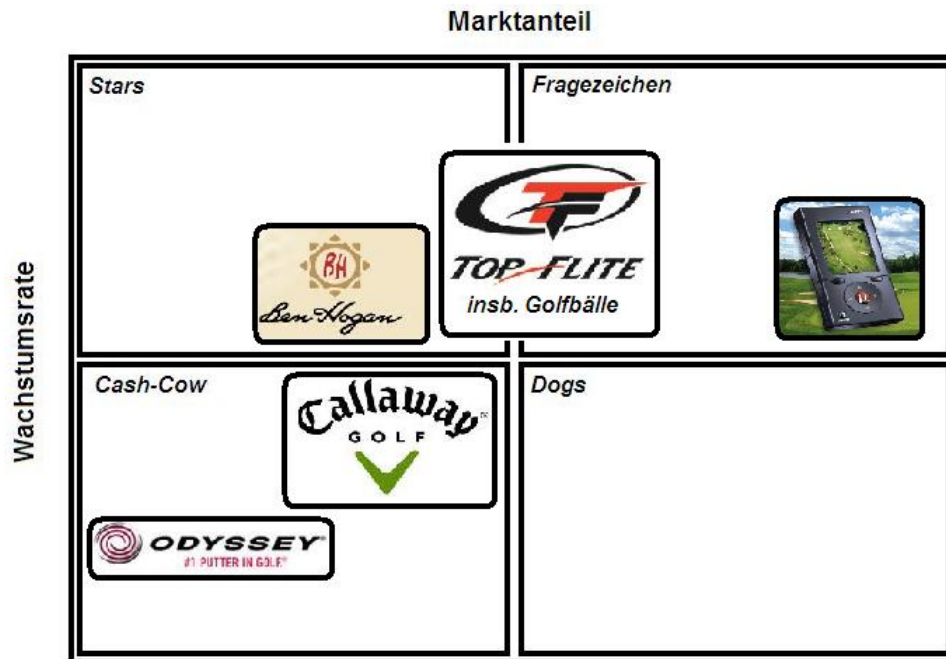 Marktanteil
Wachstumsrate
Stars
Fragezeichen
BH
Ben Hogan
TF
TOP FLITE
insb. Golfbälle
Cash-Cow
Dogs
Callaway
GOLF
ODYSSEY
#1 PUTTER IN GOLF